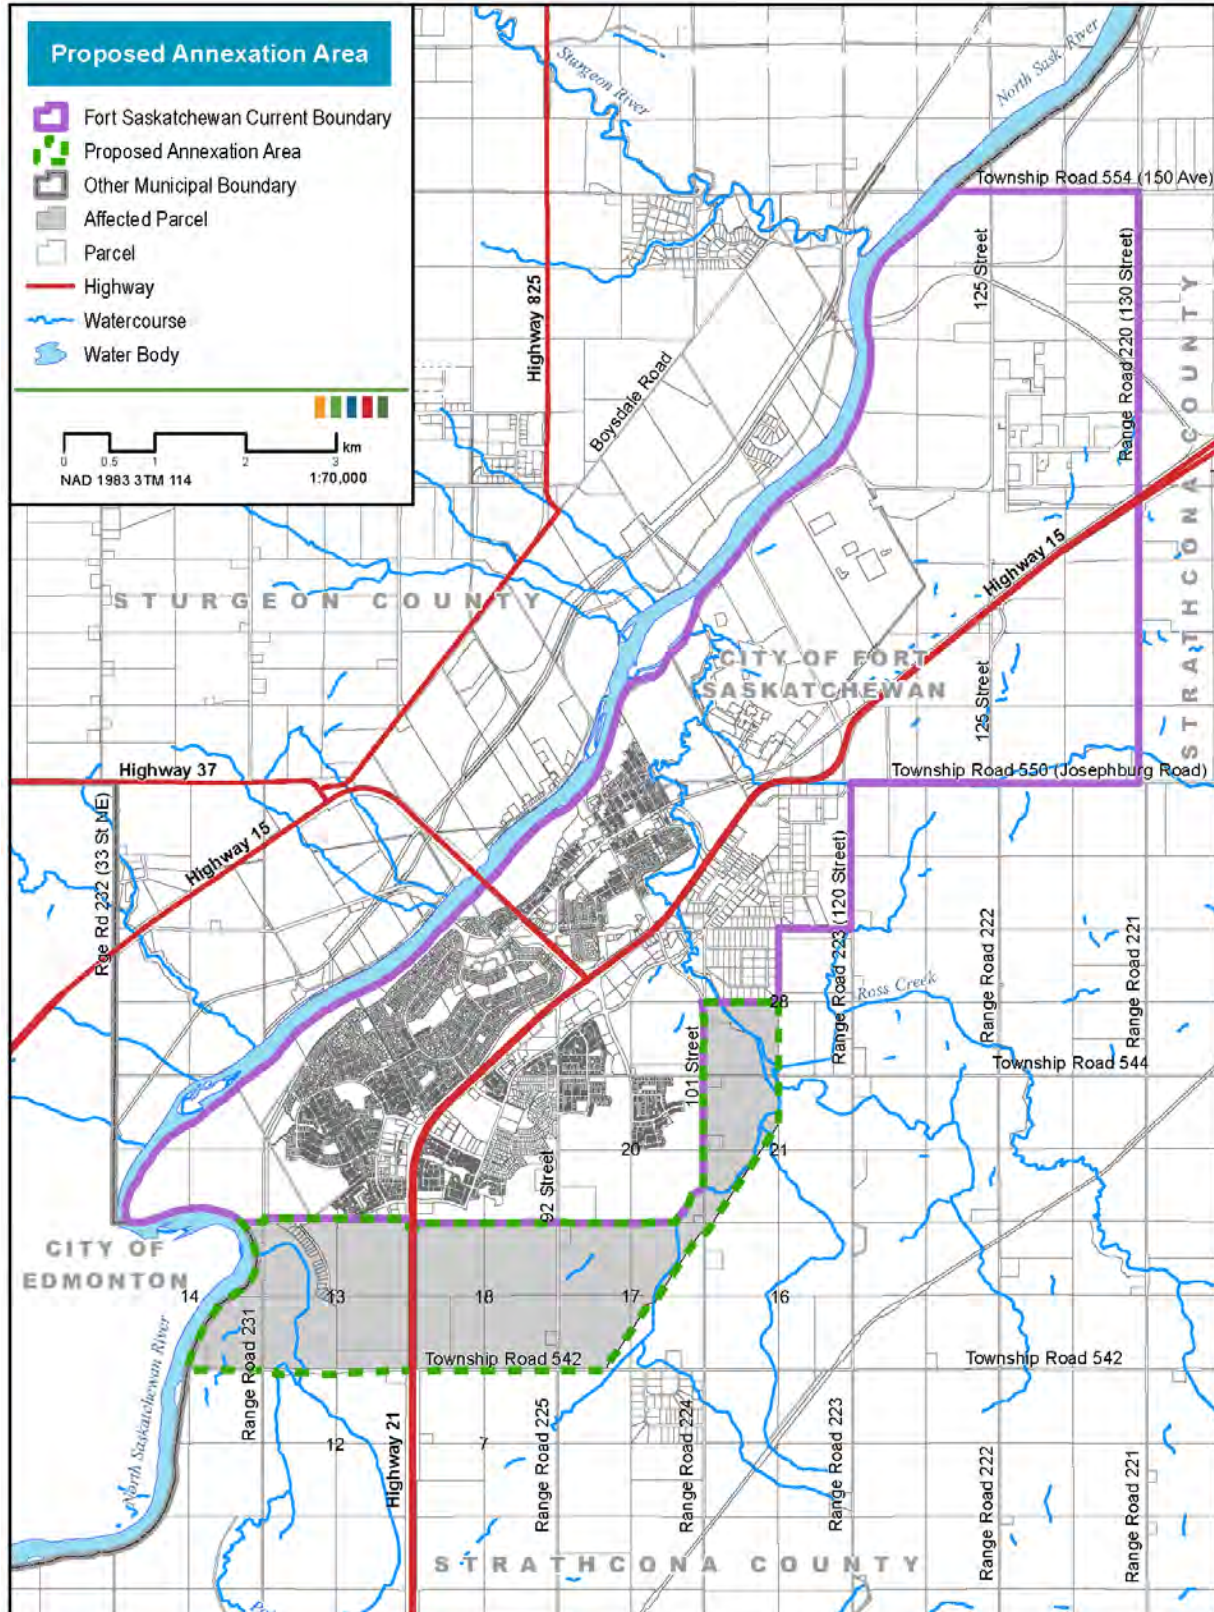 Proposed Annexation Area
Fort Saskatchewan Current Boundary
Proposed Annexation Area
Other Municipal Boundary
Affected Parcel
Parcel
Highway
Watercourse
Water Body
km
0 0.5 1 2 3
NAD 1983 3TM 114 1:70,000
Sturgeon River
North Sask. River
Township Road 554 (150 Ave)
125 Street
Range Road 220 (130 Street)
STRATHCONA COUNTY
Highway 825
Boysdale Road
Highway 15
STURGEON COUNTY
CITY OF FORT
SASKATCHEWAN
125 Street
Highway 37
Township Road 550 (Josephburg Road)
Rge Rd 232 (33 St NE)
Highway 15
Range Road 223 (120 Street)
Range Road 222
Range Road 221
28
Ross Creek
101 Street
Township Road 544
20
21
92 Street
CITY OF
EDMONTON
14
13
18
17
16
Range Road 231
North Saskatchewan River
Township Road 542
Township Road 542
12
7
Highway 21
Range Road 225
Range Road 224
Range Road 223
Range Road 222
Range Road 221
STRATHCONA COUNTY